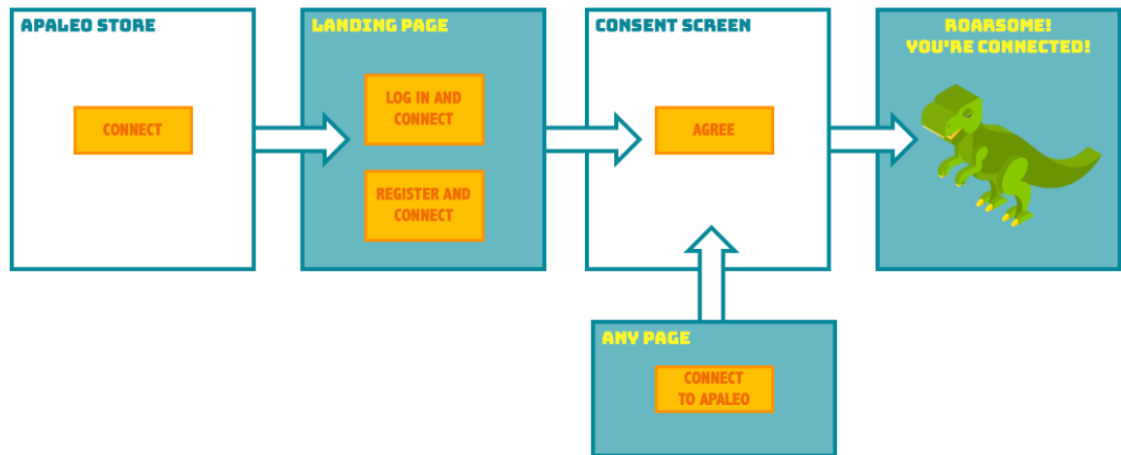 APALEO STORE
CONNECT
LANDING PAGE
LOG IN AND
CONNECT
REGISTER AND
CONNECT
CONSENT SCREEN
AGREE
ROARSOME!
YOU'RE CONNECTED!
ANY PAGE
CONNECT
TO APALEO